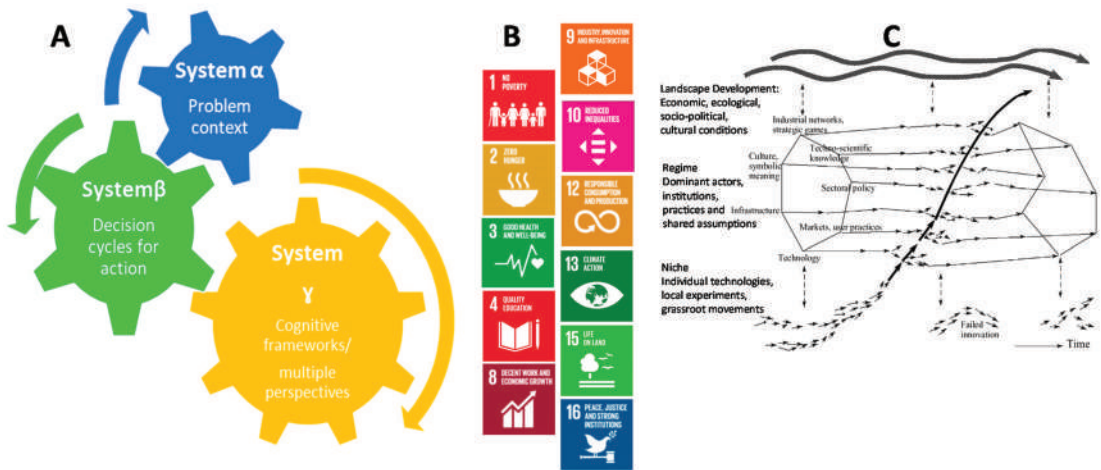 A
System α
Problem
context
Systemβ
Decision
cycles for
action
System
γ
Cognitive frameworks/
multiple
perspectives
B
1 NO
POVERTY
2 ZERO
HUNGER
3 GOOD HEALTH
AND WELL-BEING
4 QUALITY
EDUCATION
8 DECENT WORK AND
ECONOMIC GROWTH
9 INDUSTRY, INNOVATION
AND INFRASTRUCTURE
10 REDUCED
INEQUALITIES
12 RESPONSIBLE
CONSUMPTION
AND PRODUCTION
13 CLIMATE
ACTION
15 LIFE
ON LAND
16 PEACE, JUSTICE
AND STRONG
INSTITUTIONS
C
Landscape Development:
Economic, ecological,
socio-political,
cultural conditions
Industrial networks,
strategic games
Techno-scientific
knowledge
Culture,
symbolic
meaning
Regime
Dominant actors,
institutions,
practices and
shared assumptions
Sectoral policy
Infrastructure
Markets, user practices
Technology
Niche
Individual technologies,
local experiments,
grassroot movements
Failed
innovation
Time